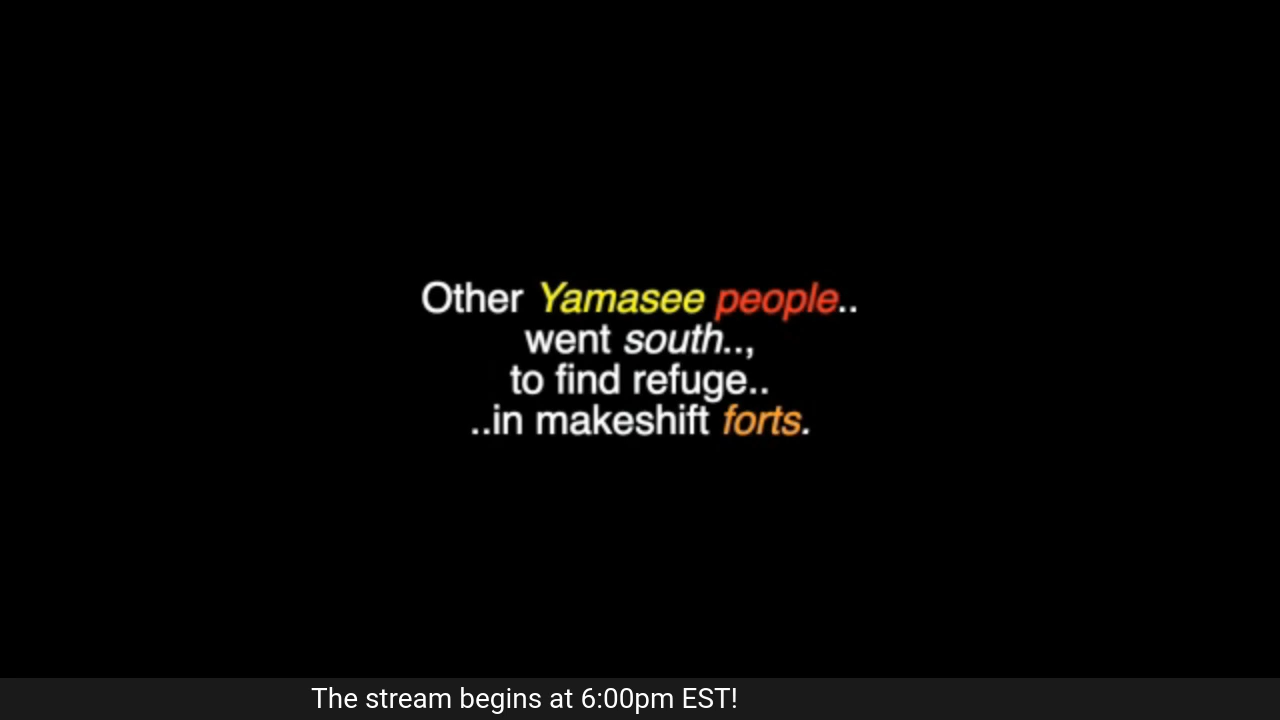 Other Yamasee people..
went south..,
to find refuge..
..in makeshift forts.
The stream begins at 6:00pm EST!